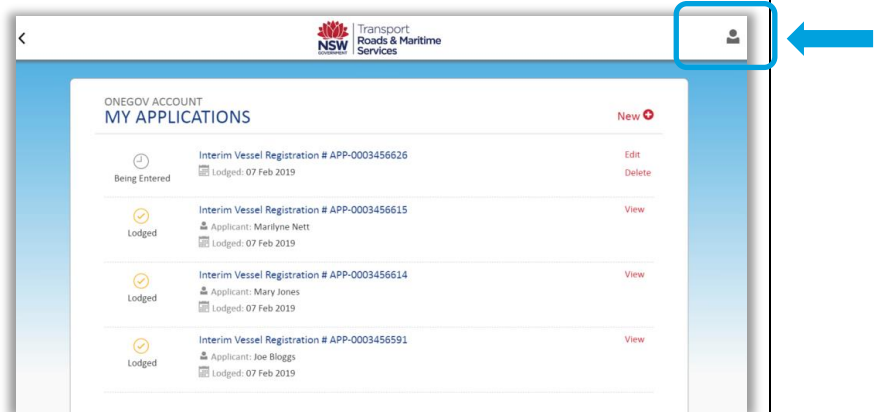 Transport
Roads & Maritime
Services
NSW
GOVERNMENT
ONEGOV ACCOUNT
MY APPLICATIONS
New
Interim Vessel Registration # APP-0003456626
Edit
Lodged: 07 Feb 2019
Delete
Being Entered
Interim Vessel Registration # APP-0003456615
View
Applicant: Marilyne Nett
Lodged
Lodged: 07 Feb 2019
Interim Vessel Registration # APP-0003456614
View
Applicant: Mary Jones
Lodged
Lodged: 07 Feb 2019
Interim Vessel Registration # APP-0003456591
View
Applicant: Joe Bloggs
Lodged
Lodged: 07 Feb 2019